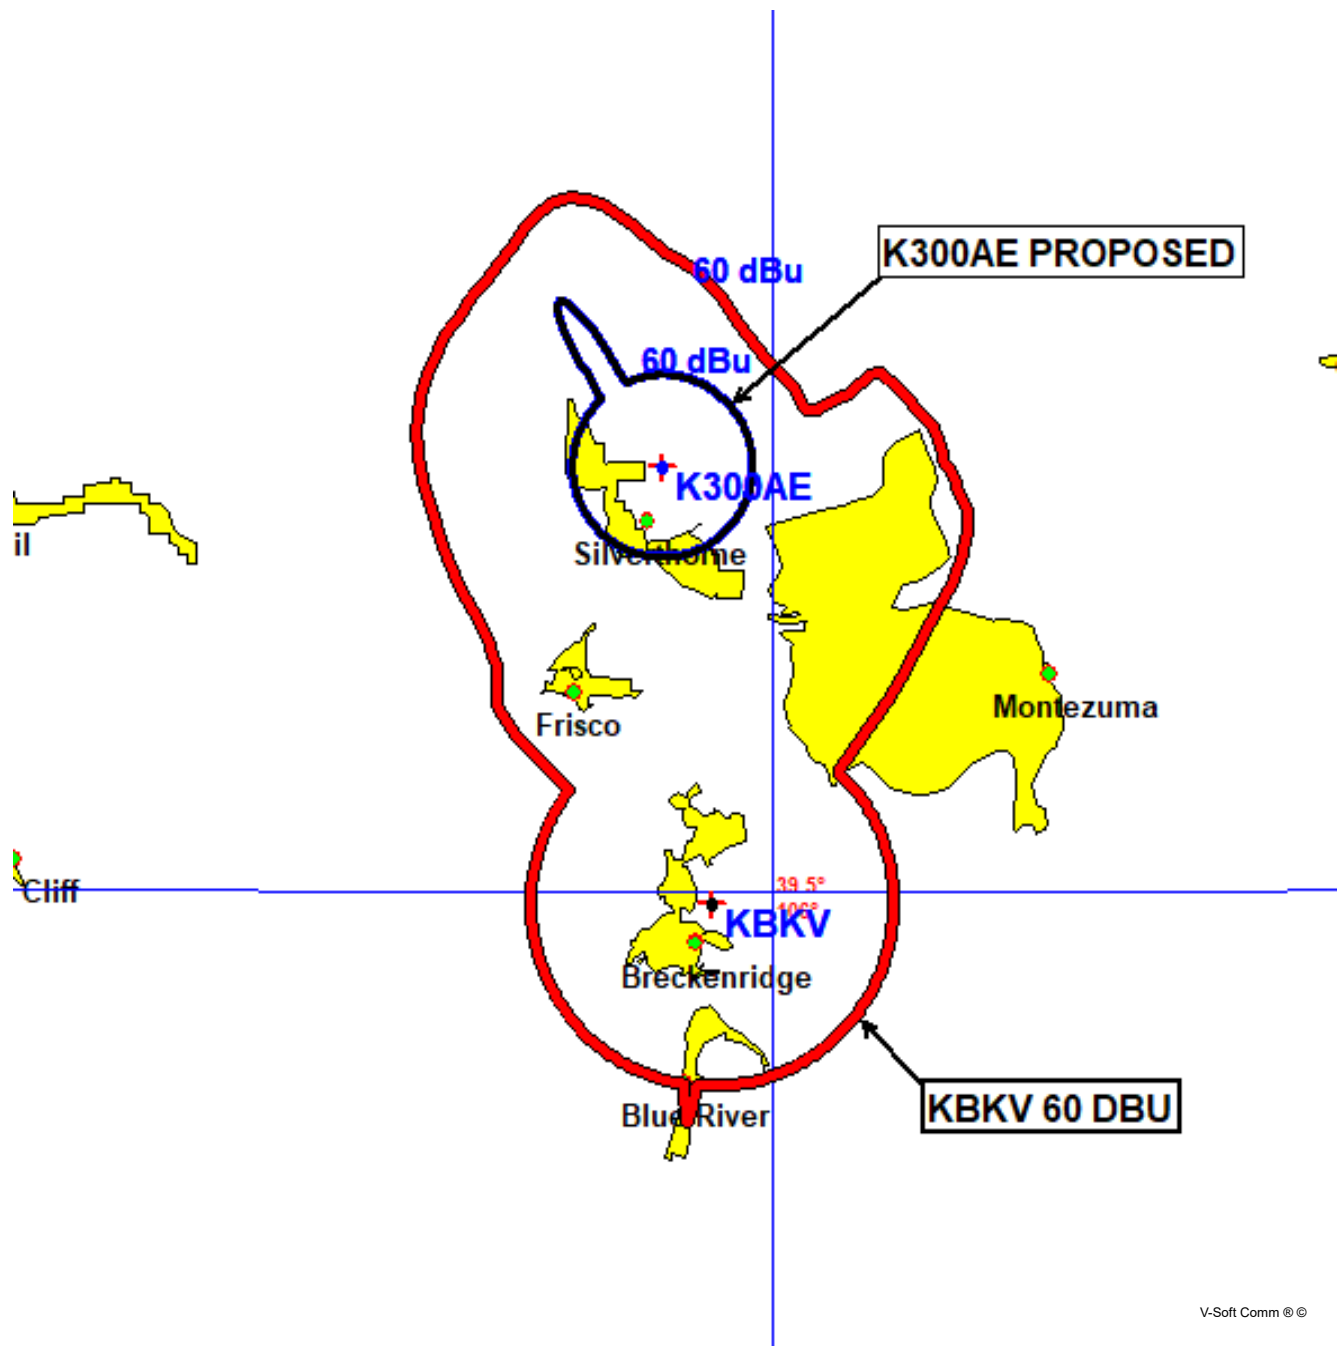 K300AE PROPOSED
60 dBu
60 dBu
K300AE
il
Silverthorne
Montezuma
Frisco
39.5°
106°
Cliff
KBKV
Breckenridge
KBKV 60 DBU
Blue River
V-Soft Comm ® ©